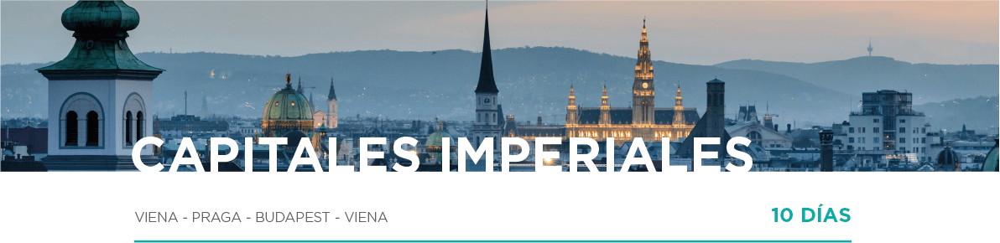 CAPITALES IMPERIALES
VIENA - PRAGA - BUDAPEST - VIENA
10 DÍAS